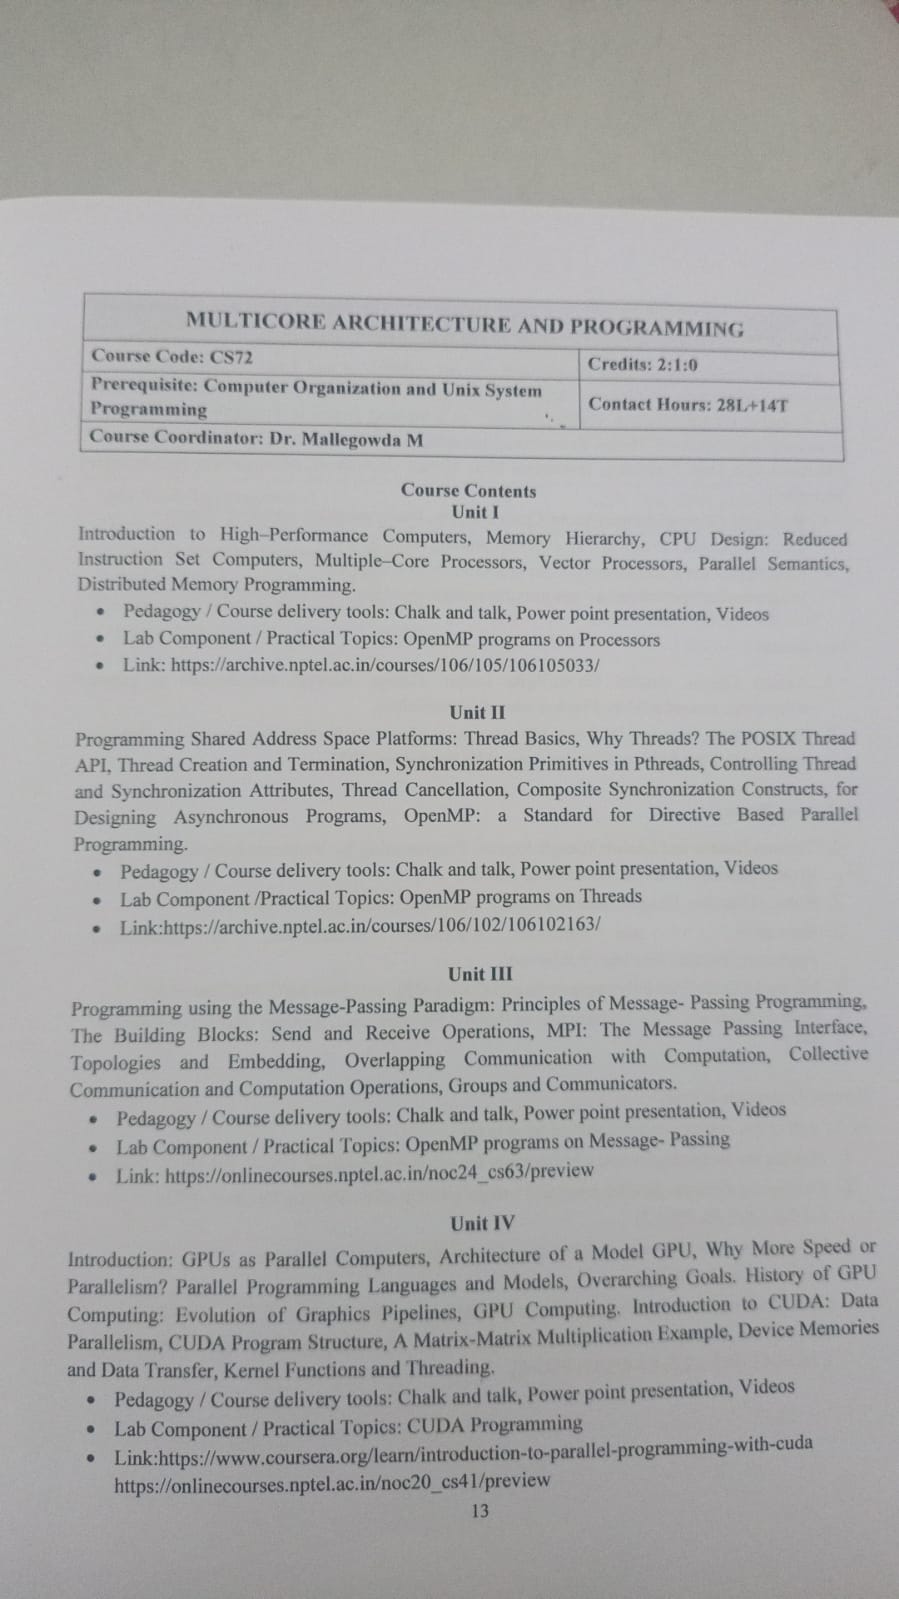 MULTICORE ARCHITECTURE AND PROGRAMMING
Course Code: CS72
Credits: 2:1:0
Prerequisite: Computer Organization and Unix System
Programming
Contact Hours: 28L+14T
Course Coordinator: Dr. Mallegowda M
Course Contents
Unit I
Introduction to High–Performance Computers, Memory Hierarchy, CPU Design: Reduced
Instruction Set Computers, Multiple–Core Processors, Vector Processors, Parallel Semantics,
Distributed Memory Programming.
• Pedagogy / Course delivery tools: Chalk and talk, Power point presentation, Videos
• Lab Component / Practical Topics: OpenMP programs on Processors
• Link: https://archive.nptel.ac.in/courses/106/105/106105033/
Unit II
Programming Shared Address Space Platforms: Thread Basics, Why Threads? The POSIX Thread
API, Thread Creation and Termination, Synchronization Primitives in Pthreads, Controlling Thread
and Synchronization Attributes, Thread Cancellation, Composite Synchronization Constructs, for
Designing Asynchronous Programs, OpenMP: a Standard for Directive Based Parallel
Programming.
• Pedagogy / Course delivery tools: Chalk and talk, Power point presentation, Videos
• Lab Component /Practical Topics: OpenMP programs on Threads
• Link:https://archive.nptel.ac.in/courses/106/102/106102163/
Unit III
Programming using the Message-Passing Paradigm: Principles of Message- Passing Programming,
The Building Blocks: Send and Receive Operations, MPI: The Message Passing Interface,
Topologies and Embedding, Overlapping Communication with Computation, Collective
Communication and Computation Operations, Groups and Communicators.
• Pedagogy / Course delivery tools: Chalk and talk, Power point presentation, Videos
• Lab Component / Practical Topics: OpenMP programs on Message- Passing
• Link: https://onlinecourses.nptel.ac.in/noc24_cs63/preview
Unit IV
Introduction: GPUs as Parallel Computers, Architecture of a Model GPU, Why More Speed or
Parallelism? Parallel Programming Languages and Models, Overarching Goals. History of GPU
Computing: Evolution of Graphics Pipelines, GPU Computing. Introduction to CUDA: Data
Parallelism, CUDA Program Structure, A Matrix-Matrix Multiplication Example, Device Memories
and Data Transfer, Kernel Functions and Threading.
• Pedagogy / Course delivery tools: Chalk and talk, Power point presentation, Videos
• Lab Component / Practical Topics: CUDA Programming
• Link:https://www.coursera.org/learn/introduction-to-parallel-programming-with-cuda
https://onlinecourses.nptel.ac.in/noc20_cs41/preview
13